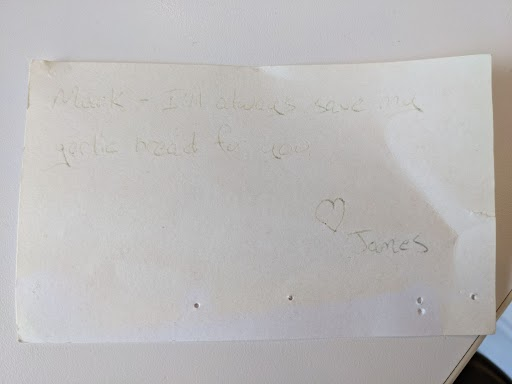 Mark - I'll always save my
garlic bread for you
♡
James